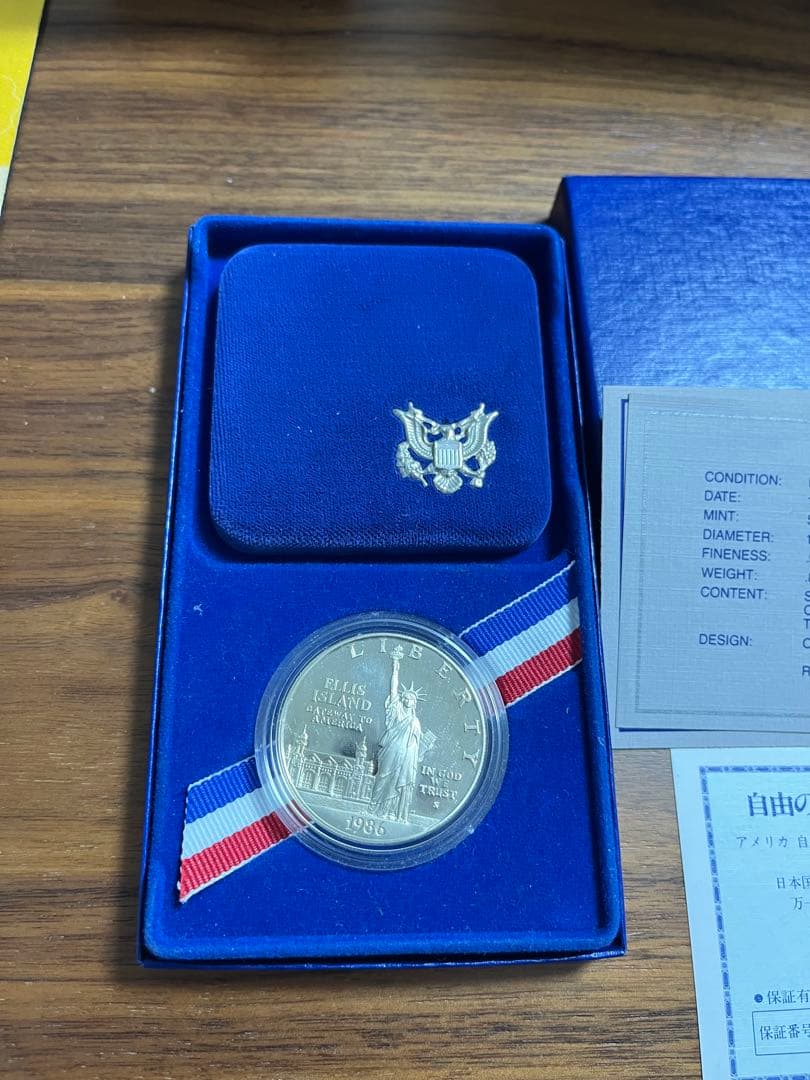 LIBERTY
ELLIS
ISLAND
GATEWAY TO
AMERICA
IN GOD
WE
TRUST
S
1986
CONDITION:
DATE:
MINT:
DIAMETER:
FINENESS:
WEIGHT:
CONTENT:
DESIGN:
自由の
アメリカ 自
日本国
万一
●保証有
保証番号